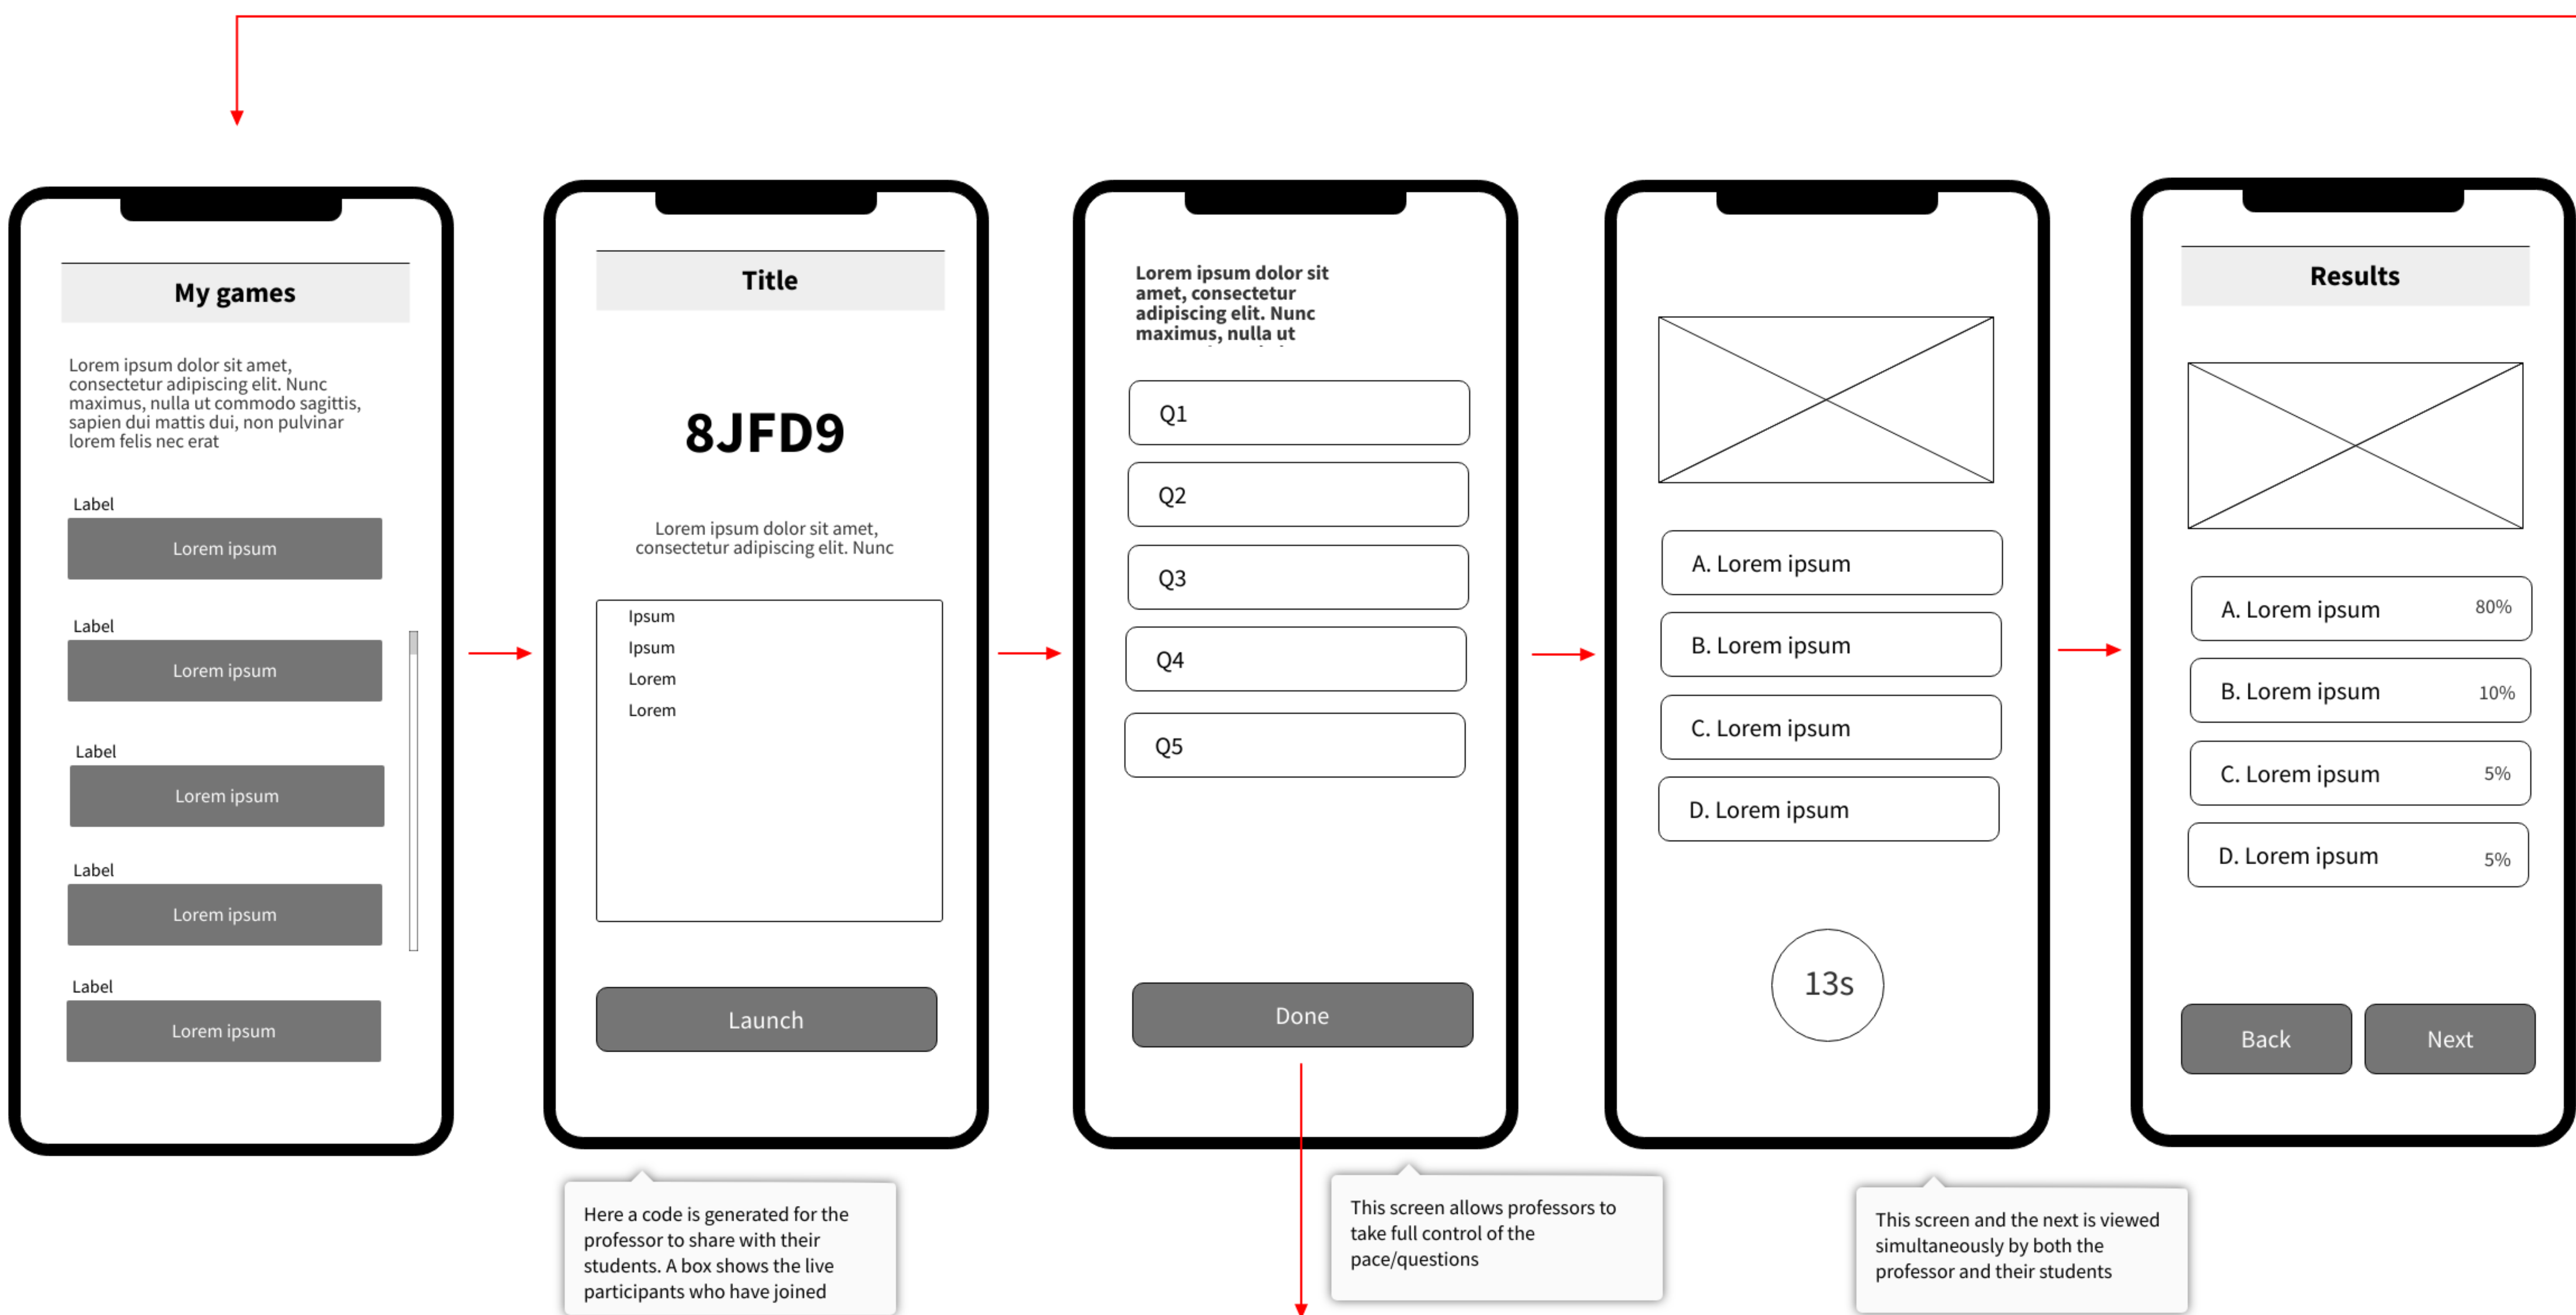 My games
Lorem ipsum dolor sit amet,
consectetur adipiscing elit. Nunc
maximus, nulla ut commodo sagittis,
sapien dui mattis dui, non pulvinar
lorem felis nec erat
Label
Lorem ipsum
Label
Lorem ipsum
Label
Lorem ipsum
Label
Lorem ipsum
Label
Lorem ipsum
Title
8JFD9
Lorem ipsum dolor sit amet,
consectetur adipiscing elit. Nunc
Ipsum
Ipsum
Lorem
Lorem
Launch
Here a code is generated for the
professor to share with their
students. A box shows the live
participants who have joined
Lorem ipsum dolor sit
amet, consectetur
adipiscing elit. Nunc
maximus, nulla ut
Q1
Q2
Q3
Q4
Q5
Done
This screen allows professors to
take full control of the
pace/questions
A. Lorem ipsum
B. Lorem ipsum
C. Lorem ipsum
D. Lorem ipsum
13s
This screen and the next is viewed
simultaneously by both the
professor and their students
Results
A. Lorem ipsum 80%
B. Lorem ipsum 10%
C. Lorem ipsum 5%
D. Lorem ipsum 5%
Back Next